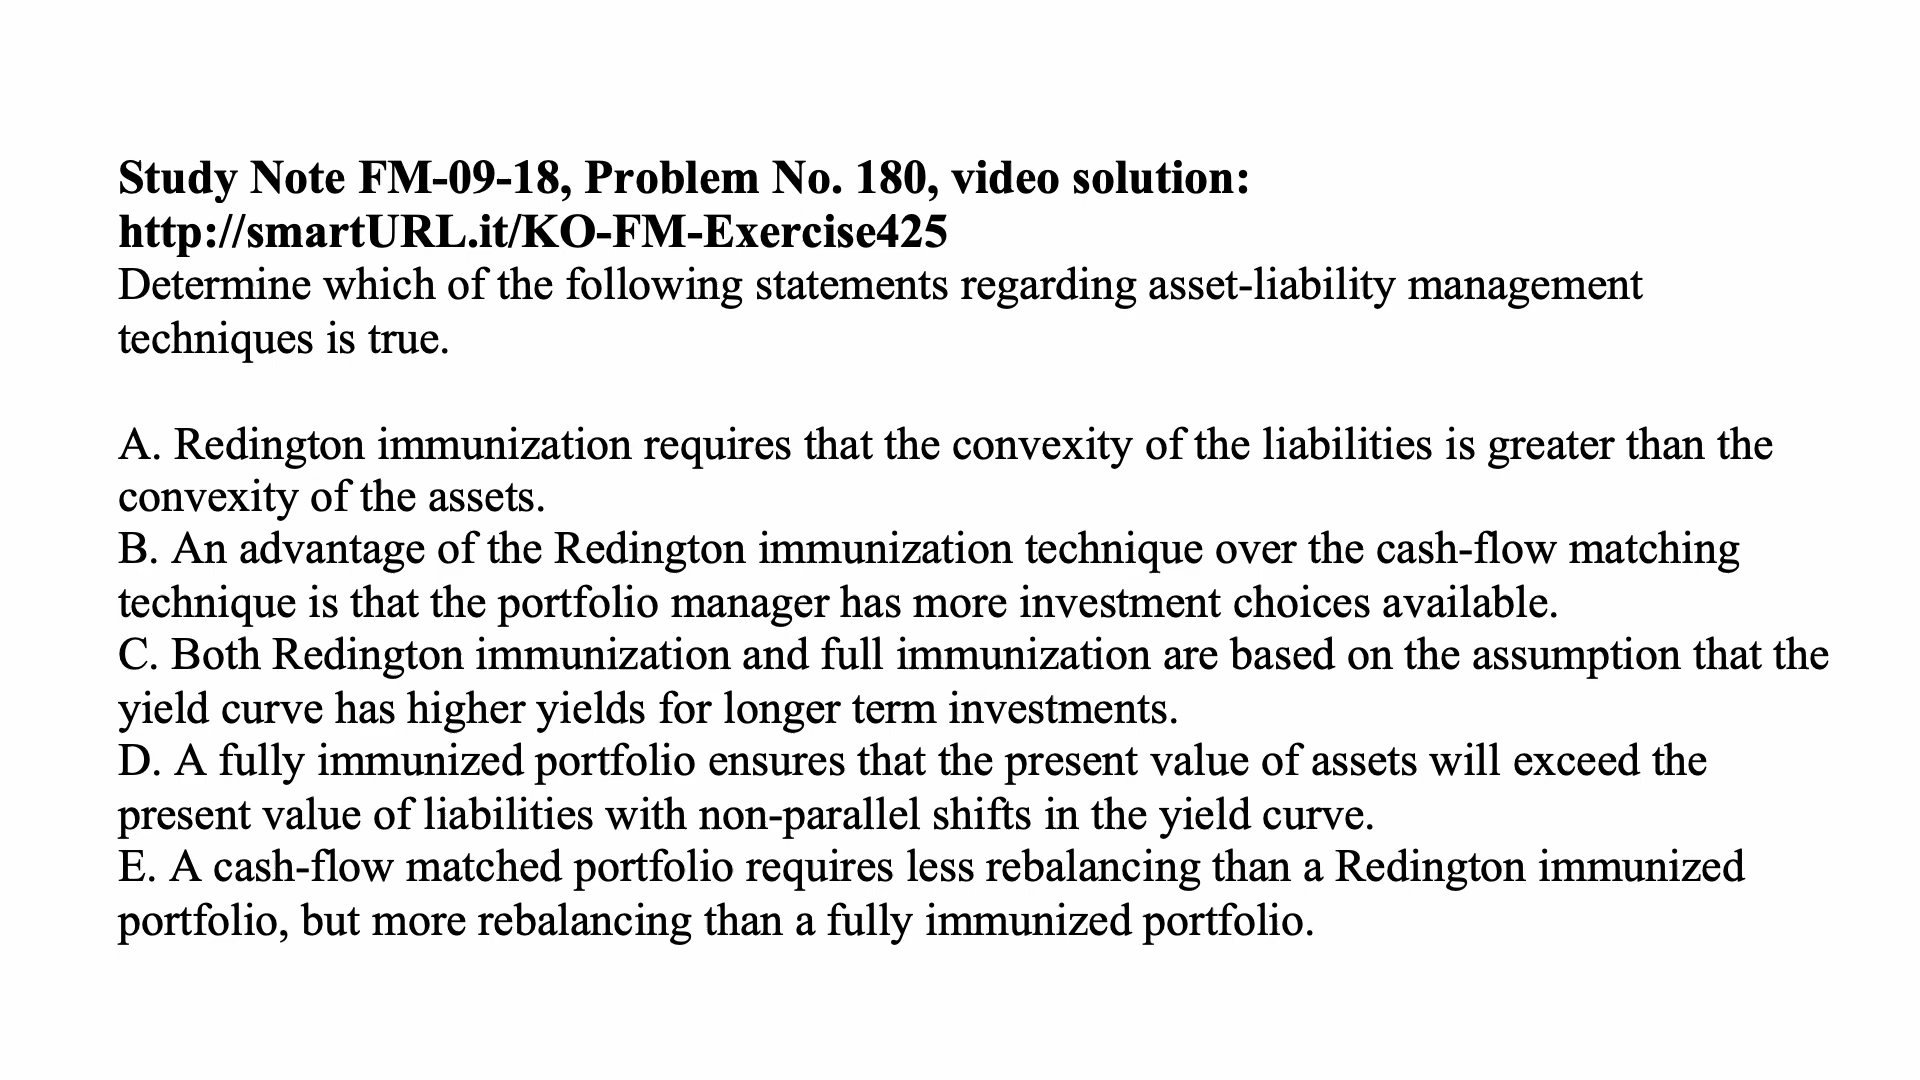 Study Note FM-09-18, Problem No. 180, video solution:
http://smartURL.it/KO-FM-Exercise425
Determine which of the following statements regarding asset-liability management
techniques is true.
A. Redington immunization requires that the convexity of the liabilities is greater than the
convexity of the assets.
B. An advantage of the Redington immunization technique over the cash-flow matching
technique is that the portfolio manager has more investment choices available.
C. Both Redington immunization and full immunization are based on the assumption that the
yield curve has higher yields for longer term investments.
D. A fully immunized portfolio ensures that the present value of assets will exceed the
present value of liabilities with non-parallel shifts in the yield curve.
E. A cash-flow matched portfolio requires less rebalancing than a Redington immunized
portfolio, but more rebalancing than a fully immunized portfolio.